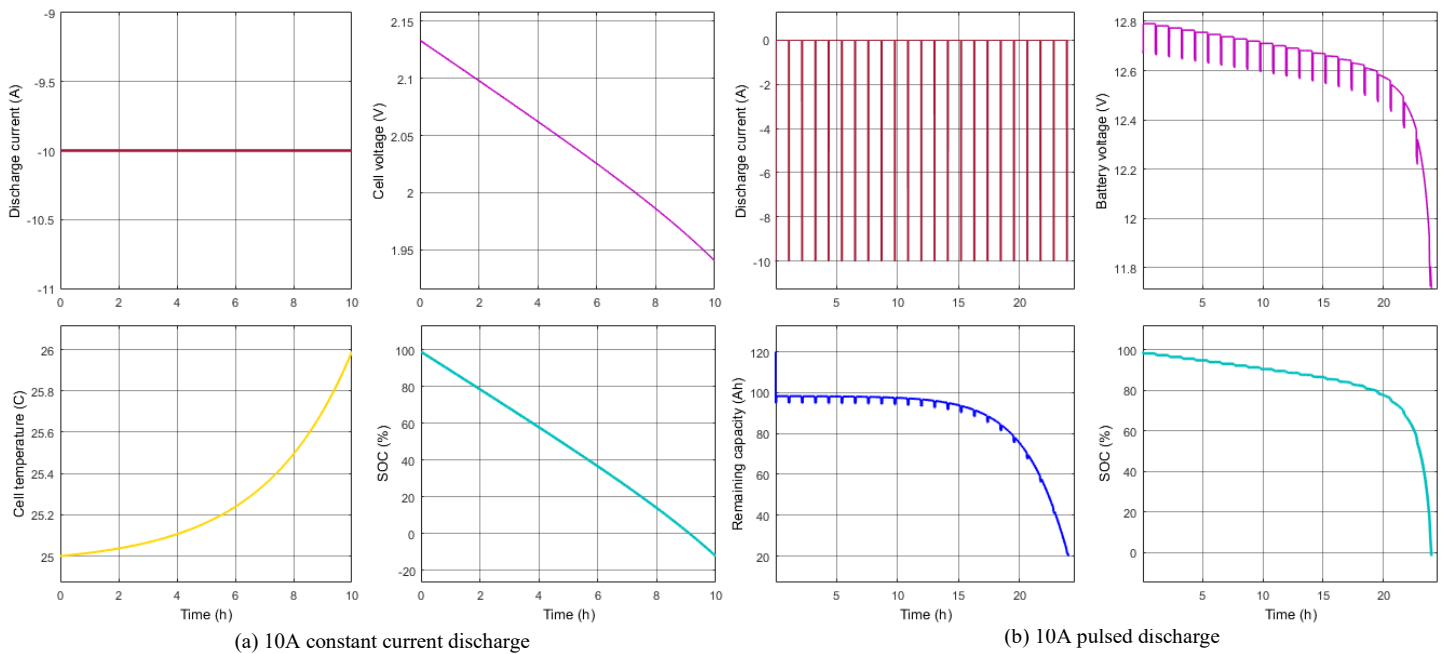 -9
-9.5
-10
-10.5
-11
Discharge current (A)
0 2 4 6 8 10
2.15
2.1
2.05
2
1.95
Cell voltage (V)
0 2 4 6 8 10
0
-2
-4
-6
-8
-10
Discharge current (A)
5 10 15 20
12.8
12.6
12.4
12.2
12
11.8
Battery voltage (V)
5 10 15 20
26
25.8
25.6
25.4
25.2
25
Cell temperature (C)
0 2 4 6 8 10
Time (h)
100
80
60
40
20
0
-20
SOC (%)
0 2 4 6 8 10
Time (h)
120
100
80
60
40
20
Remaining capacity (Ah)
5 10 15 20
Time (h)
100
80
60
40
20
0
SOC (%)
5 10 15 20
Time (h)
(a) 10A constant current discharge
(b) 10A pulsed discharge